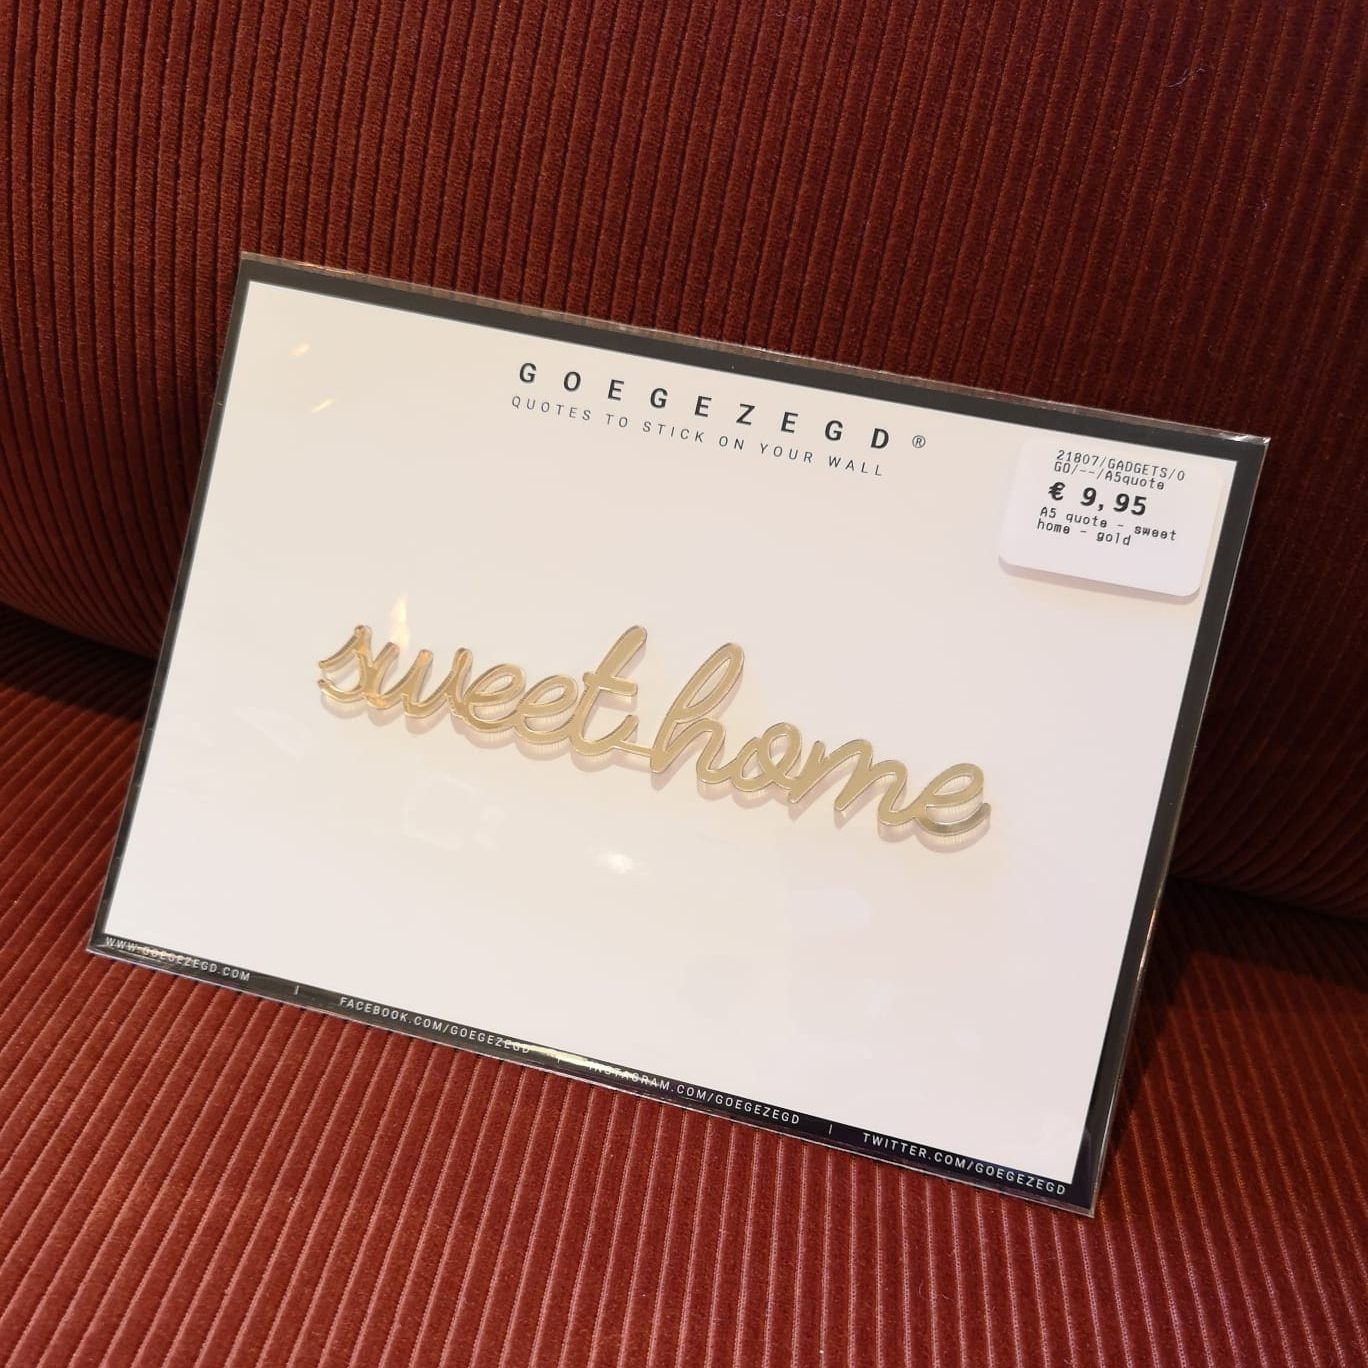 GOEGEZEGD®
QUOTES TO STICK ON YOUR WALL
21807/GADGETS/0
GD/--/A5quote
€ 9,95
A5 quote - sweet
home - gold
sweet home
WWW.GOEGEZEGD.COM | FACEBOOK.COM/GOEGEZEGD | INSTAGRAM.COM/GOEGEZEGD | TWITTER.COM/GOEGEZEGD